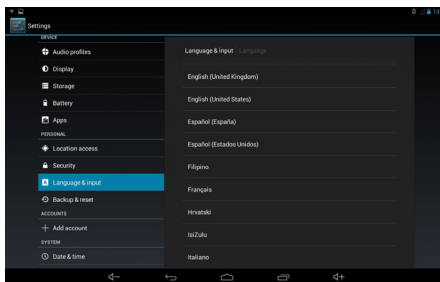 Settings
DEVICE
Audio profiles
Display
Storage
Battery
Apps
PERSONAL
Location access
Security
Language & input
Backup & reset
ACCOUNTS
Add account
SYSTEM
Date & time
Language & input Language
English (United Kingdom)
English (United States)
Español (España)
Español (Estados Unidos)
Filipino
Français
Hrvatski
IsiZulu
Italiano